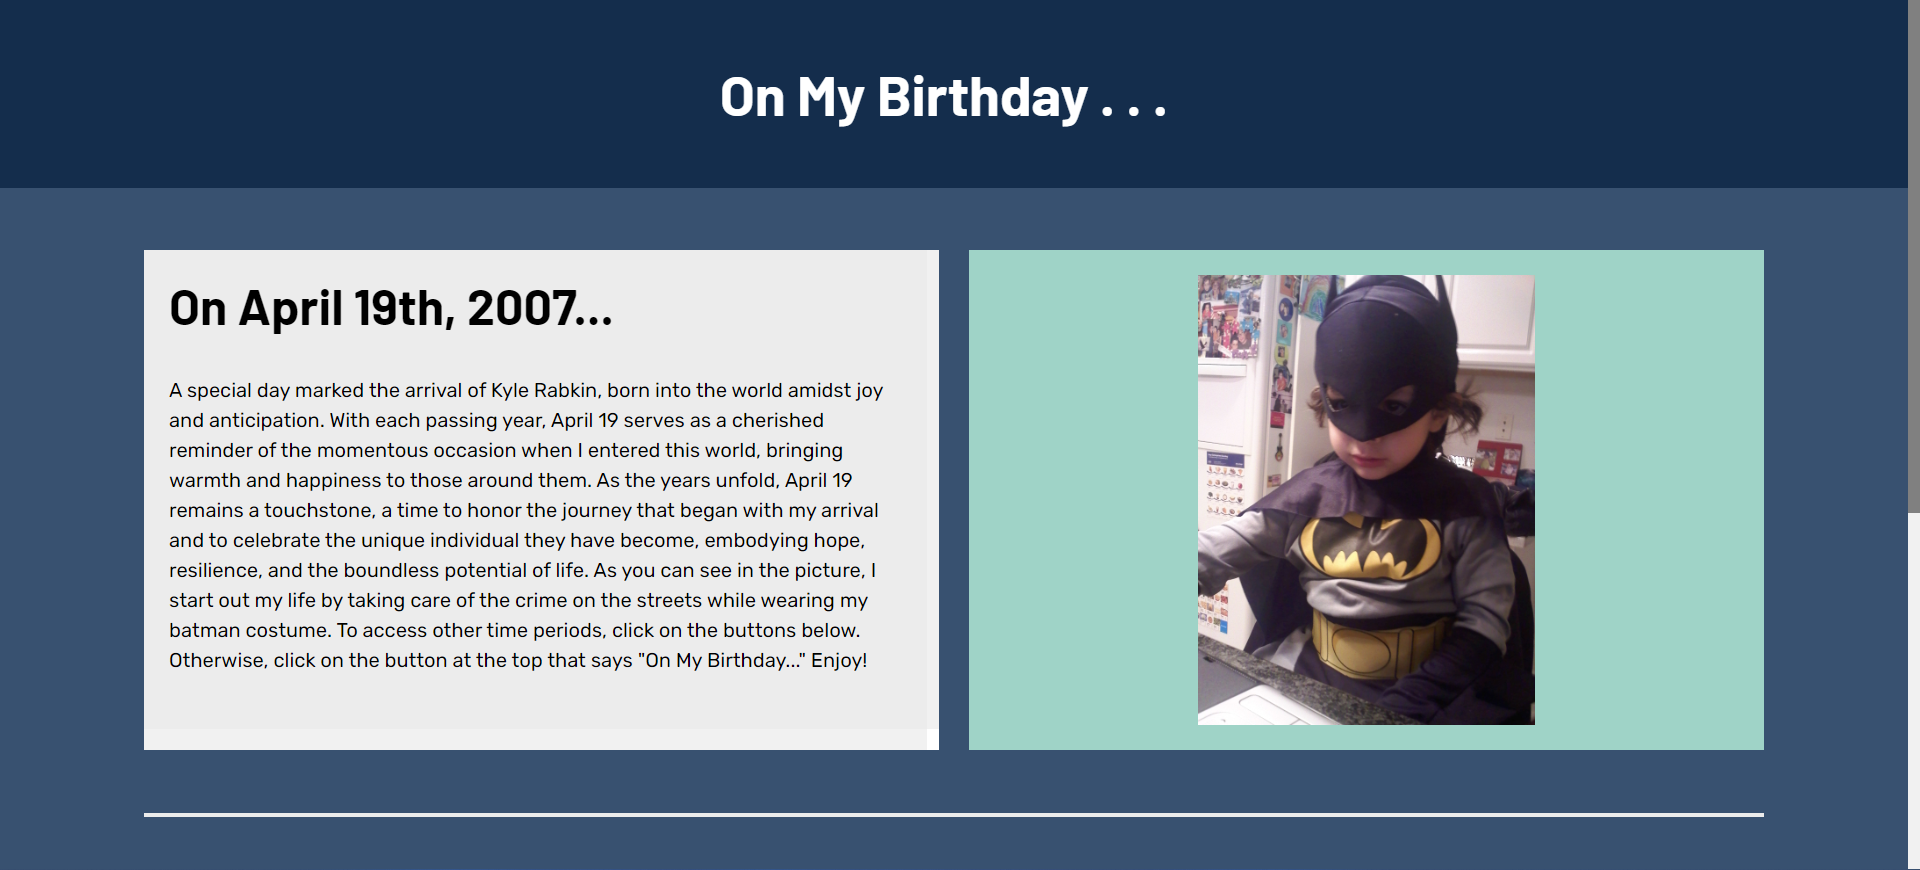 On My Birthday . . .
On April 19th, 2007...
A special day marked the arrival of Kyle Rabkin, born into the world amidst joy
and anticipation. With each passing year, April 19 serves as a cherished
reminder of the momentous occasion when I entered this world, bringing
warmth and happiness to those around them. As the years unfold, April 19
remains a touchstone, a time to honor the journey that began with my arrival
and to celebrate the unique individual they have become, embodying hope,
resilience, and the boundless potential of life. As you can see in the picture, I
start out my life by taking care of the crime on the streets while wearing my
batman costume. To access other time periods, click on the buttons below.
Otherwise, click on the button at the top that says "On My Birthday..." Enjoy!